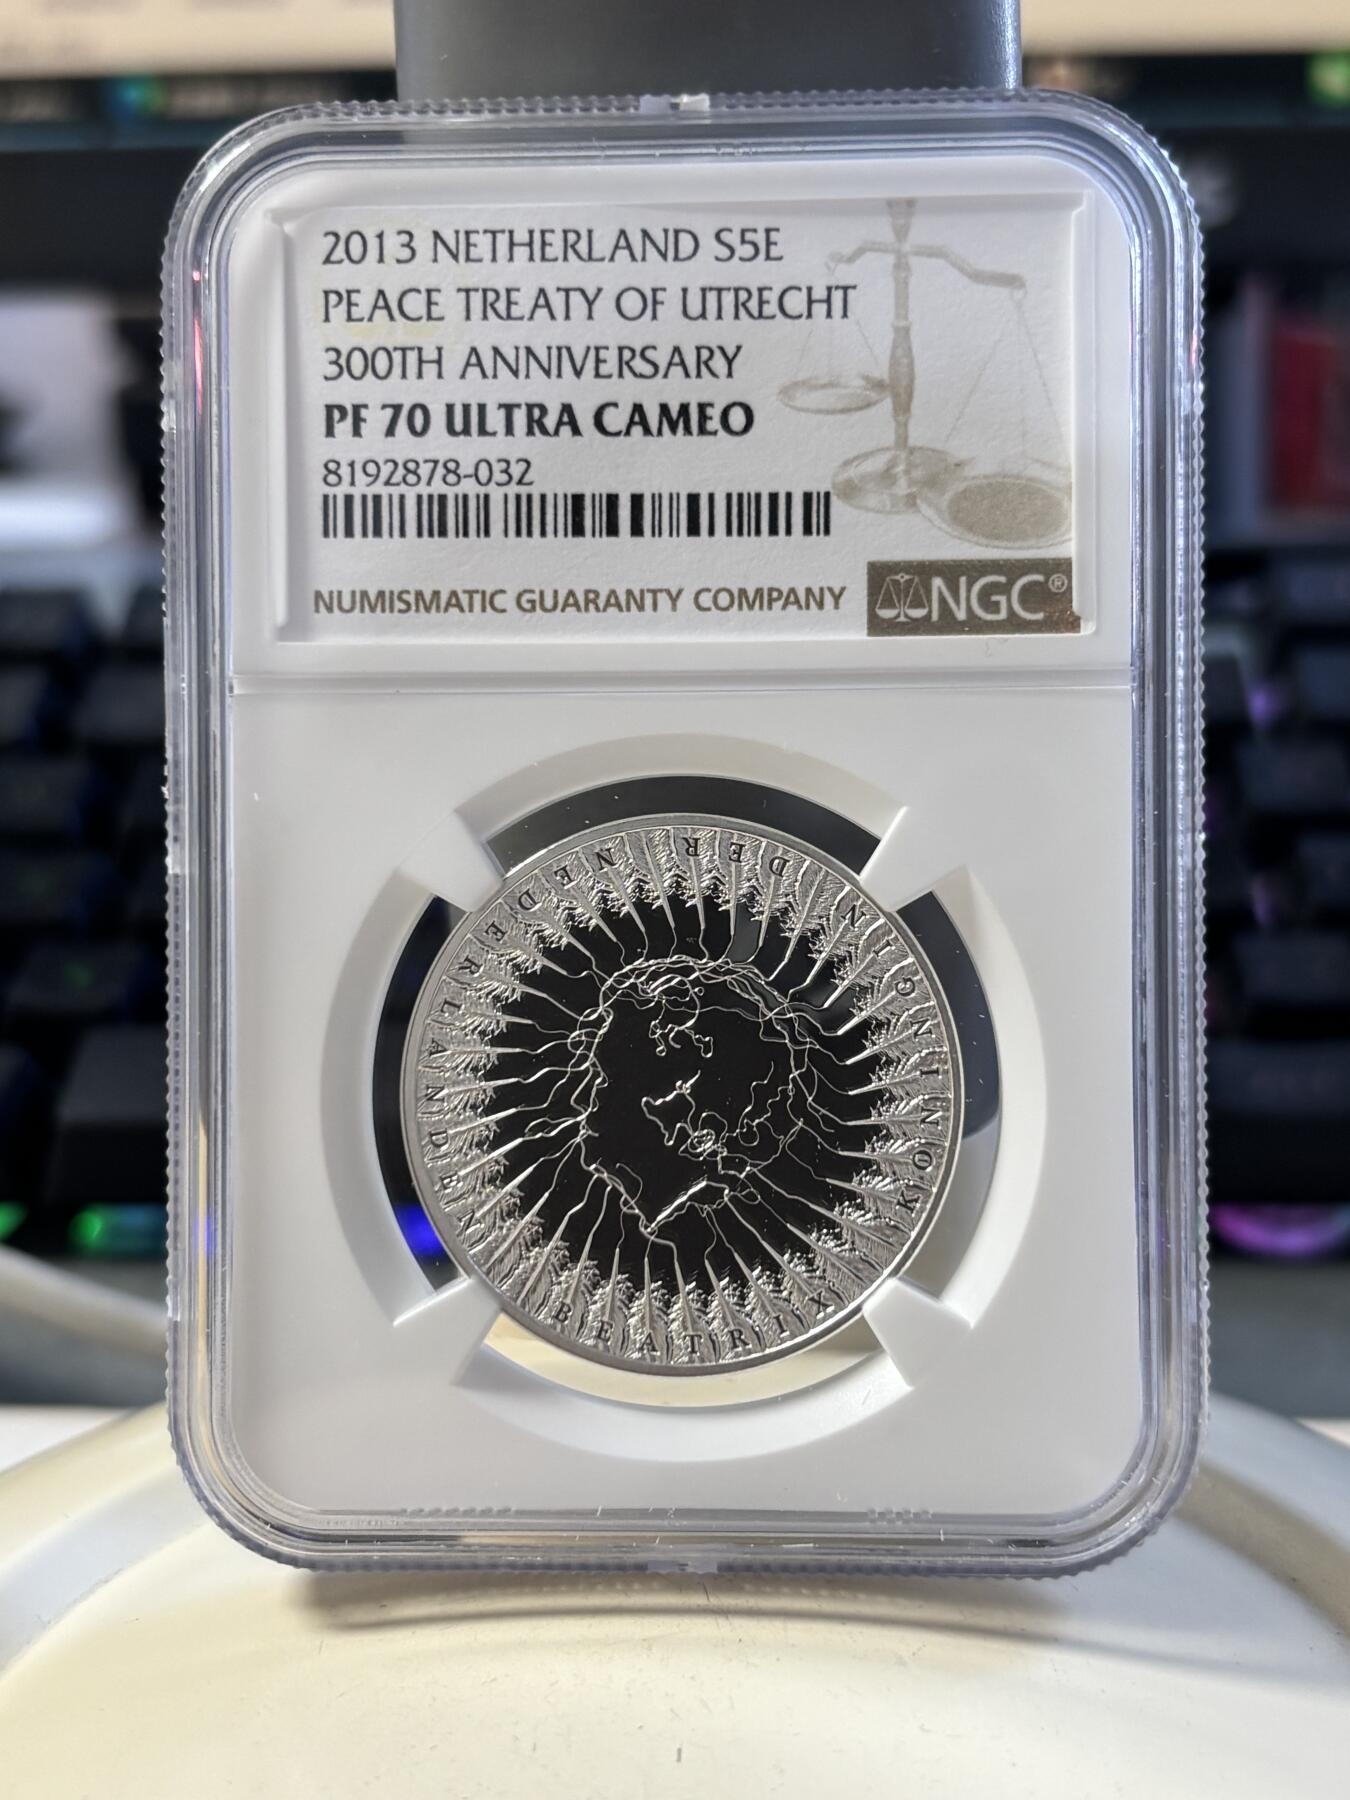 2013 NETHERLAND S5E
PEACE TREATY OF UTRECHT
300TH ANNIVERSARY
PF 70 ULTRA CAMEO
8192878-032
NUMISMATIC GUARANTY COMPANY
NGC®
BEATRIX
KONINGIN
DER
NEDERLANDEN